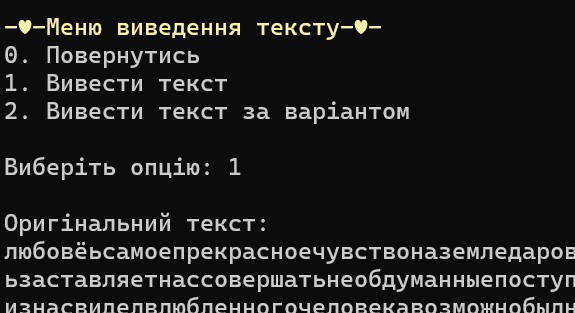 -♥-Меню виведення тексту-♥-
0. Повернутись
1. Вивести текст
2. Вивести текст за варіантом
Виберіть опцію: 1
Оригінальний текст:
любовёьсамоепрекрасноечувствоназемледаров
ьзаставляетнассовершатьнеобдуманныепоступ
изнасвиделвлюбленногочеловекавозможнобылн